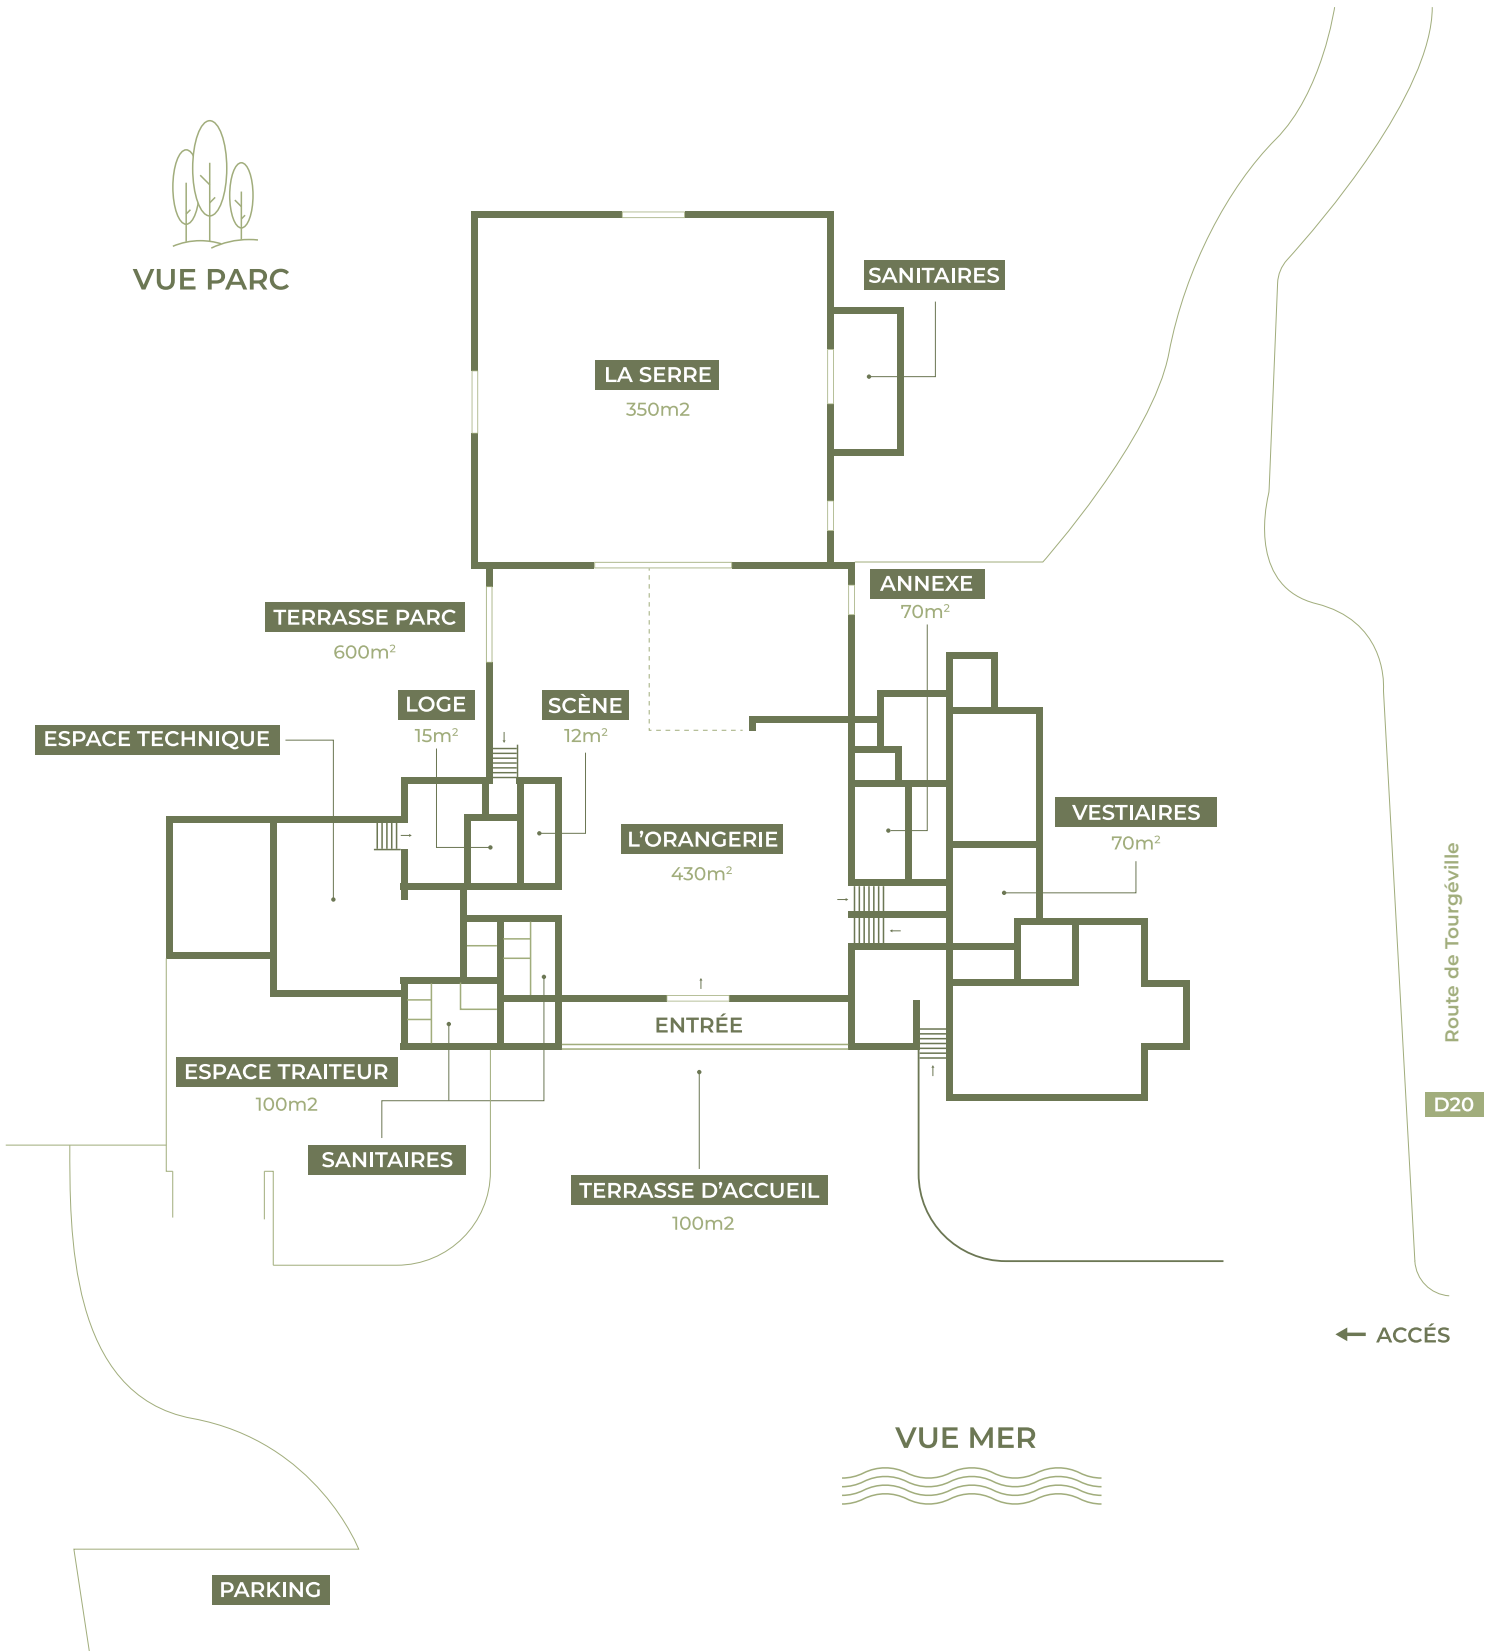 VUE PARC
SANITAIRES
LA SERRE
350m2
ANNEXE
70m²
TERRASSE PARC
600m²
LOGE
15m²
SCÈNE
12m²
ESPACE TECHNIQUE
L'ORANGERIE
430m²
VESTIAIRES
70m²
Route de Tourgéville
D20
ENTRÉE
ESPACE TRAITEUR
100m2
SANITAIRES
TERRASSE D'ACCUEIL
100m2
ACCÉS
VUE MER
PARKING